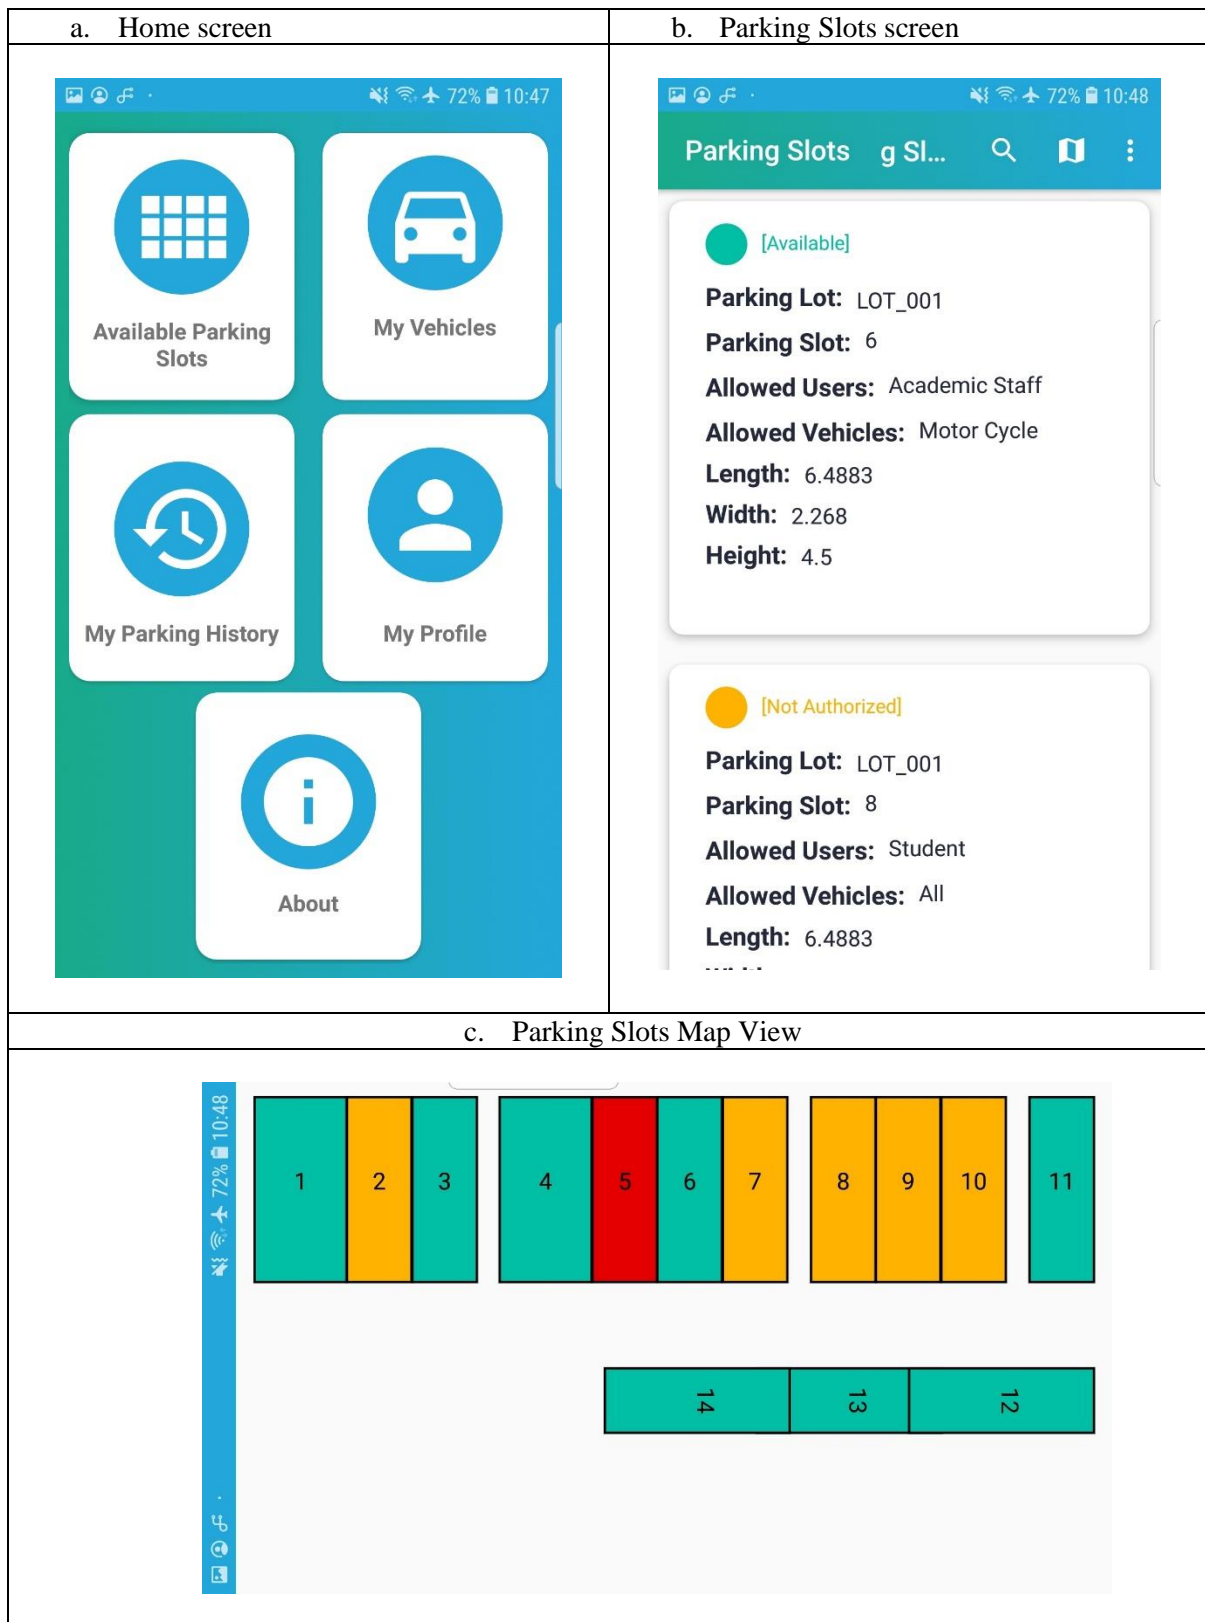 a. Home screen
b. Parking Slots screen
72% 10:47
Available Parking
Slots
My Vehicles
My Parking History
My Profile
About
72% 10:48
Parking Slots g Sl...
[Available]
Parking Lot: LOT_001
Parking Slot: 6
Allowed Users: Academic Staff
Allowed Vehicles: Motor Cycle
Length: 6.4883
Width: 2.268
Height: 4.5
[Not Authorized]
Parking Lot: LOT_001
Parking Slot: 8
Allowed Users: Student
Allowed Vehicles: All
Length: 6.4883
c. Parking Slots Map View
72% 10:48
1 2 3 4 5 6 7 8 9 10 11
14 13 12